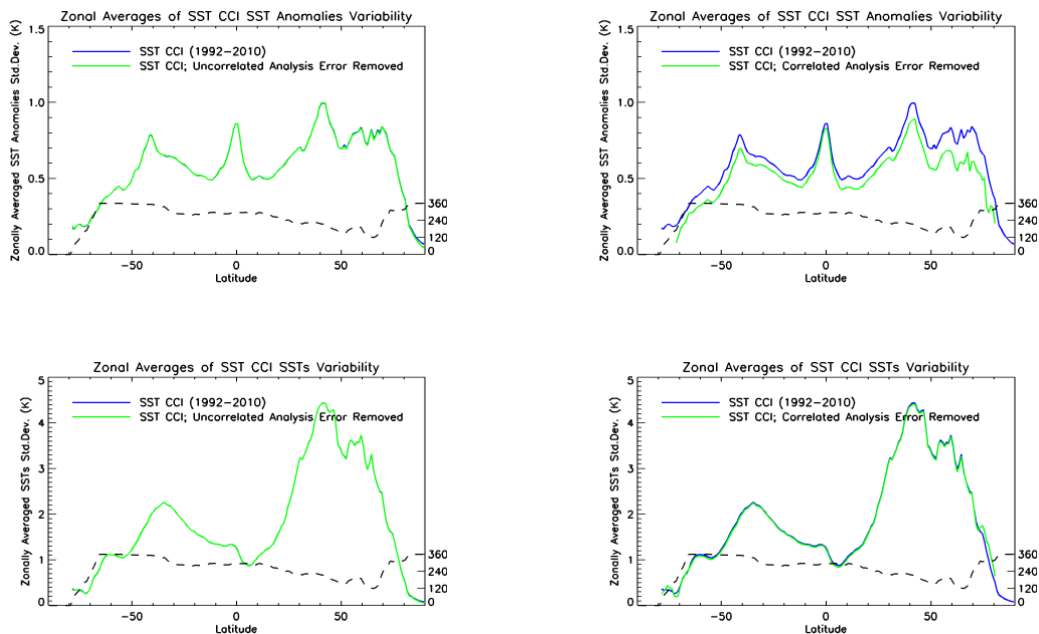 Zonal Averages of SST CCI SST Anomalies Variability
Zonally Averaged SST Anomalies Std.Dev. (K)
1.5
1.0
0.5
0.0
SST CCI (1992-2010)
SST CCI; Uncorrelated Analysis Error Removed
360
240
120
0
-50
0
50
Latitude
Zonal Averages of SST CCI SST Anomalies Variability
Zonally Averaged SST Anomalies Std.Dev. (K)
1.5
1.0
0.5
0.0
SST CCI (1992-2010)
SST CCI; Correlated Analysis Error Removed
360
240
120
0
-50
0
50
Latitude
Zonal Averages of SST CCI SSTs Variability
Zonally Averaged SSTs Std.Dev. (K)
5
4
3
2
1
0
SST CCI (1992-2010)
SST CCI; Uncorrelated Analysis Error Removed
360
240
120
0
-50
0
50
Latitude
Zonal Averages of SST CCI SSTs Variability
Zonally Averaged SSTs Std.Dev. (K)
5
4
3
2
1
0
SST CCI (1992-2010)
SST CCI; Correlated Analysis Error Removed
360
240
120
0
-50
0
50
Latitude